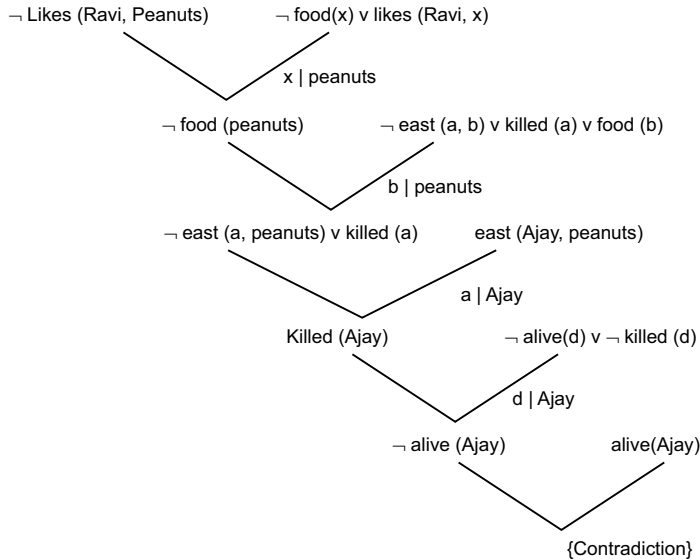 ¬ Likes (Ravi, Peanuts) ¬ food(x) v likes (Ravi, x)
x | peanuts
¬ food (peanuts) ¬ east (a, b) v killed (a) v food (b)
b | peanuts
¬ east (a, peanuts) v killed (a) east (Ajay, peanuts)
a | Ajay
Killed (Ajay) ¬ alive(d) v ¬ killed (d)
d | Ajay
¬ alive (Ajay) alive(Ajay)
{Contradiction}